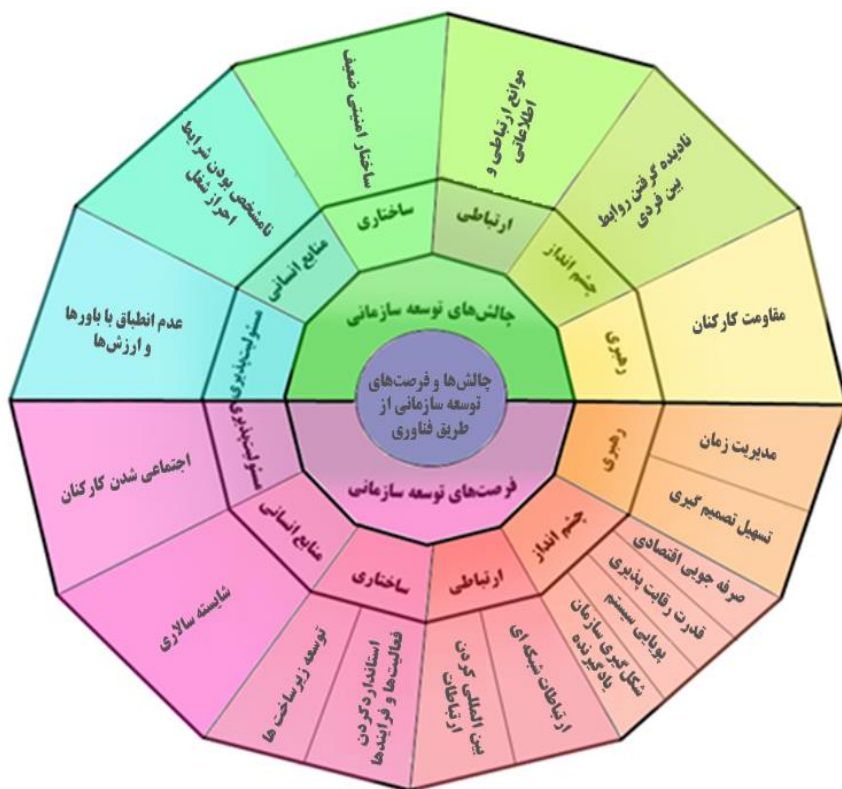 چالش‌ها و فرصت‌های
توسعه سازمانی از
طریق فناوری
چالش‌های توسعه سازمانی
رهبری
چشم انداز
ارتباطی
ساختاری
منابع انسانی
مسئولیت‌پذیری
مقاومت کارکنان
نادیده گرفتن روابط
بین فردی
موانع ارتباطی و
اطلاعاتی
ساختار امنیتی ضعیف
نامشخص بودن شرایط
احراز شغل
عدم انطباق با باورها
و ارزش‌ها
فرصت‌های توسعه سازمانی
رهبری
چشم انداز
ارتباطی
ساختاری
منابع انسانی
مسئولیت‌پذیری
مدیریت زمان
تسهیل تصمیم گیری
صرفه جویی اقتصادی
قدرت رقابت پذیری
پویایی سیستم
شکل گیری سازمان
یادگیرنده
ارتباطات شبکه ای
بین المللی کردن
ارتباطات
استانداردکردن
فعالیت‌ها و فرایندها
توسعه زیرساخت ها
شایسته سالاری
اجتماعی شدن کارکنان